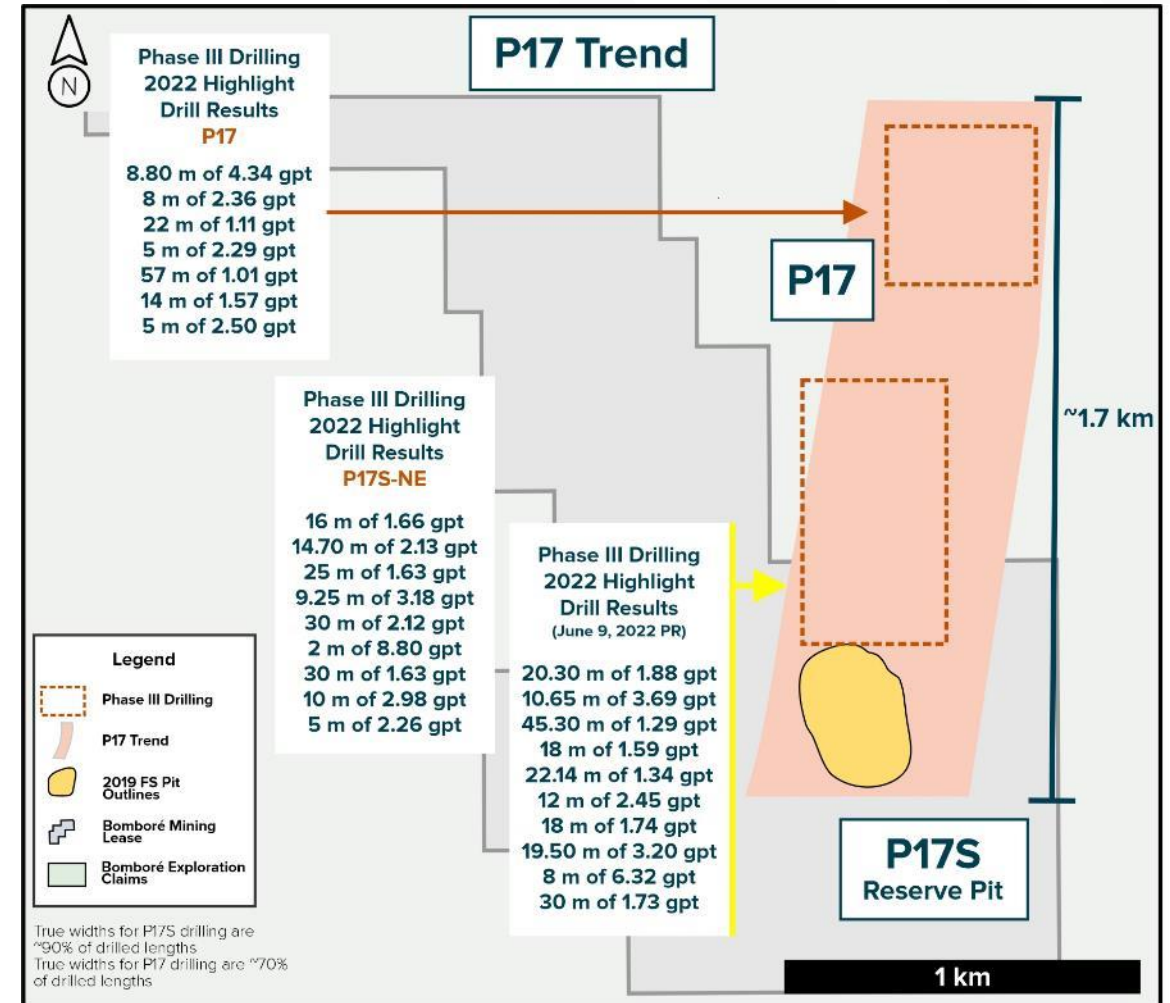 P17 Trend
N
Phase III Drilling
2022 Highlight
Drill Results
P17
8.80 m of 4.34 gpt
8 m of 2.36 gpt
22 m of 1.11 gpt
5 m of 2.29 gpt
57 m of 1.01 gpt
14 m of 1.57 gpt
5 m of 2.50 gpt
P17
~1.7 km
Phase III Drilling
2022 Highlight
Drill Results
P17S-NE
16 m of 1.66 gpt
14.70 m of 2.13 gpt
25 m of 1.63 gpt
9.25 m of 3.18 gpt
30 m of 2.12 gpt
2 m of 8.80 gpt
30 m of 1.63 gpt
10 m of 2.98 gpt
5 m of 2.26 gpt
Phase III Drilling
2022 Highlight
Drill Results
(June 9, 2022 PR)
20.30 m of 1.88 gpt
10.65 m of 3.69 gpt
45.30 m of 1.29 gpt
18 m of 1.59 gpt
22.14 m of 1.34 gpt
12 m of 2.45 gpt
18 m of 1.74 gpt
19.50 m of 3.20 gpt
8 m of 6.32 gpt
30 m of 1.73 gpt
P17S
Reserve Pit
Legend
Phase III Drilling
P17 Trend
2019 FS Pit
Outlines
Bomboré Mining
Lease
Bomboré Exploration
Claims
True widths for P17S drilling are
~90% of drilled lengths
True widths for P17 drilling are ~70%
of drilled lengths
1 km